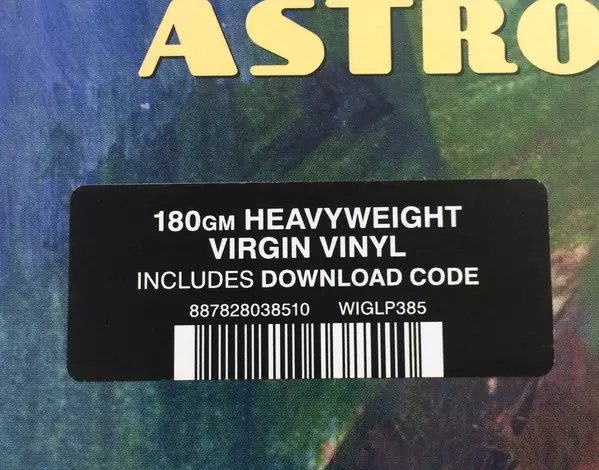 ASTRO
180GM HEAVYWEIGHT
VIRGIN VINYL
INCLUDES DOWNLOAD CODE
887828038510 WIGLP385